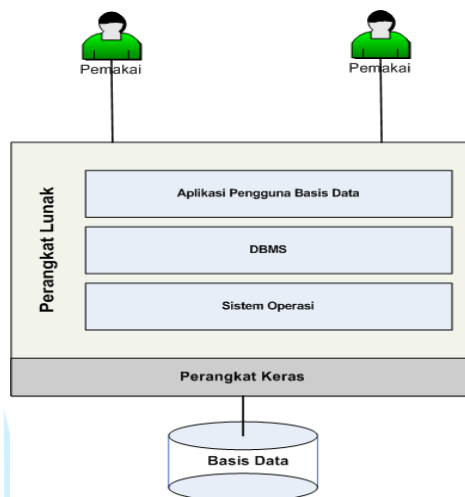 Pemakai
Pemakai
Perangkat Lunak
Aplikasi Pengguna Basis Data
DBMS
Sistem Operasi
Perangkat Keras
Basis Data